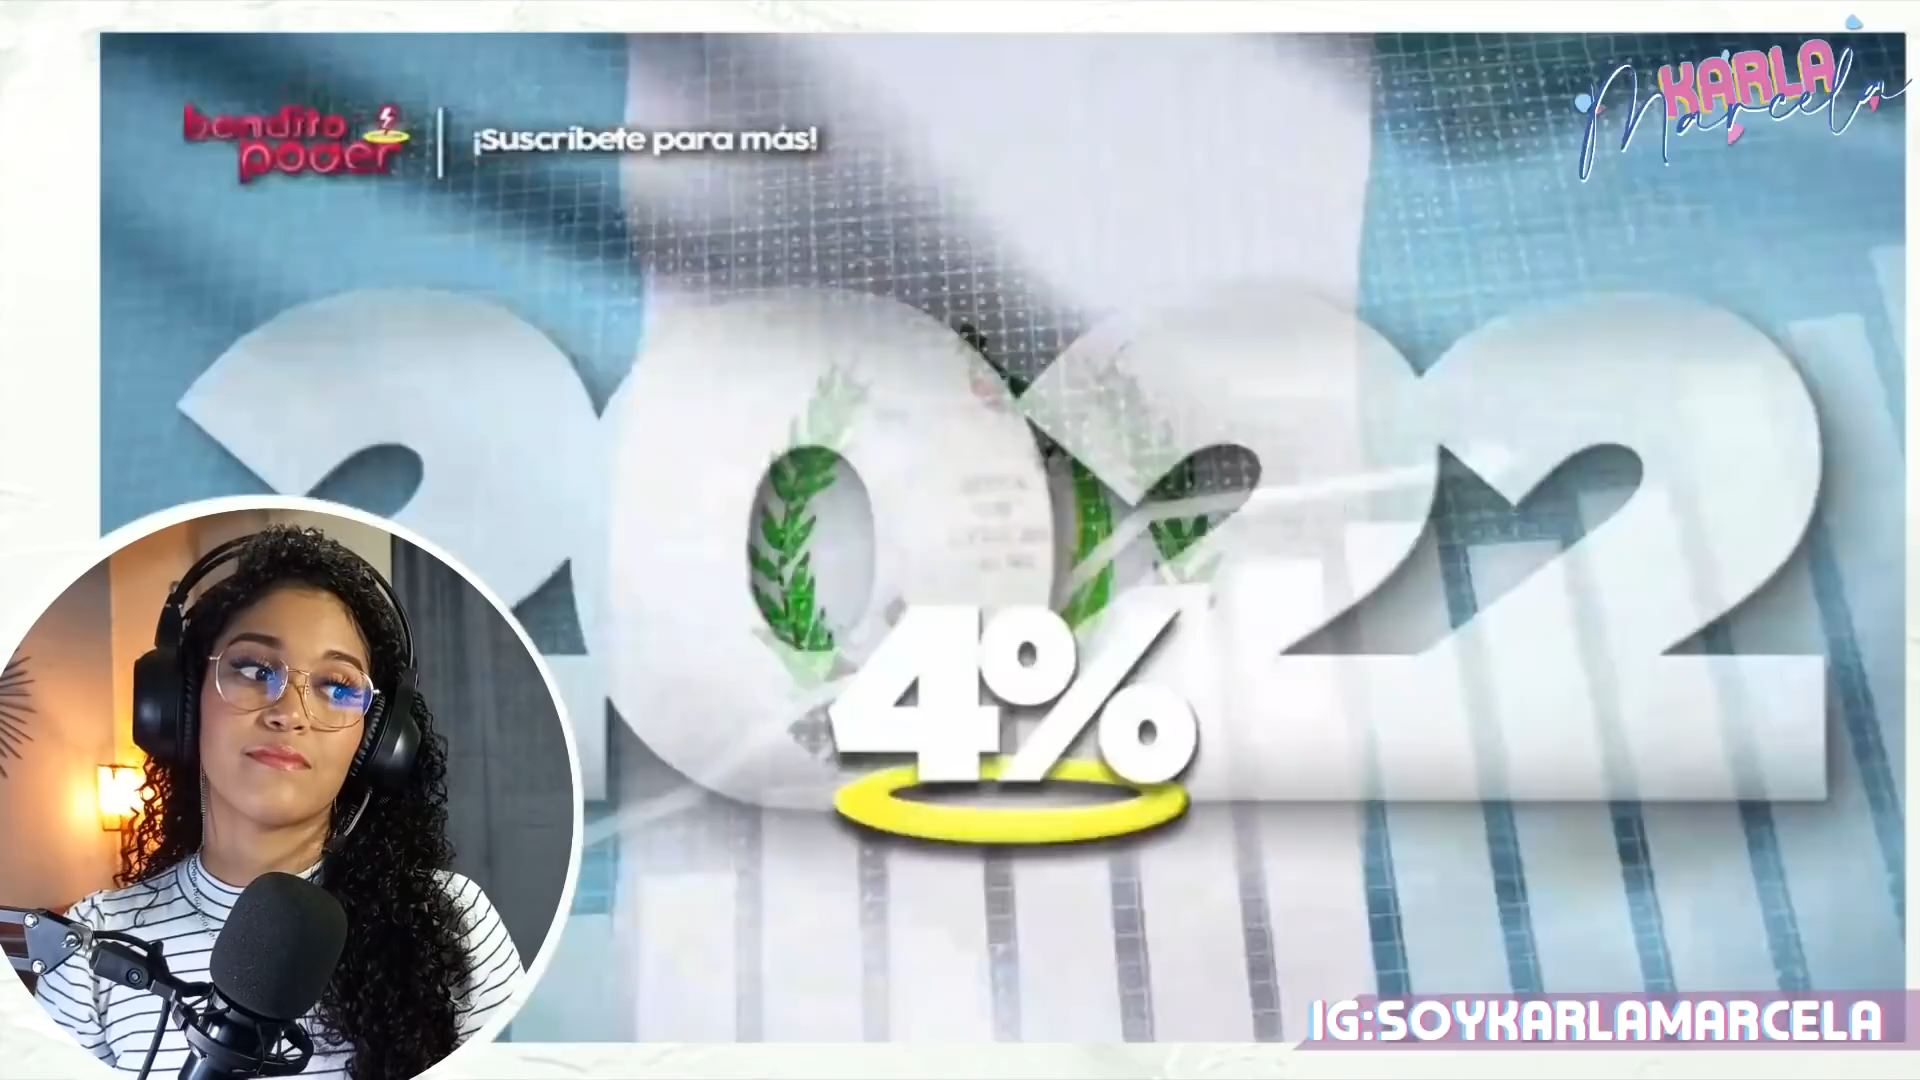 KARLA
Marcela
bendito
poder
¡Suscríbete para más!
2022
4%
IG:SOYKARLAMARCELA